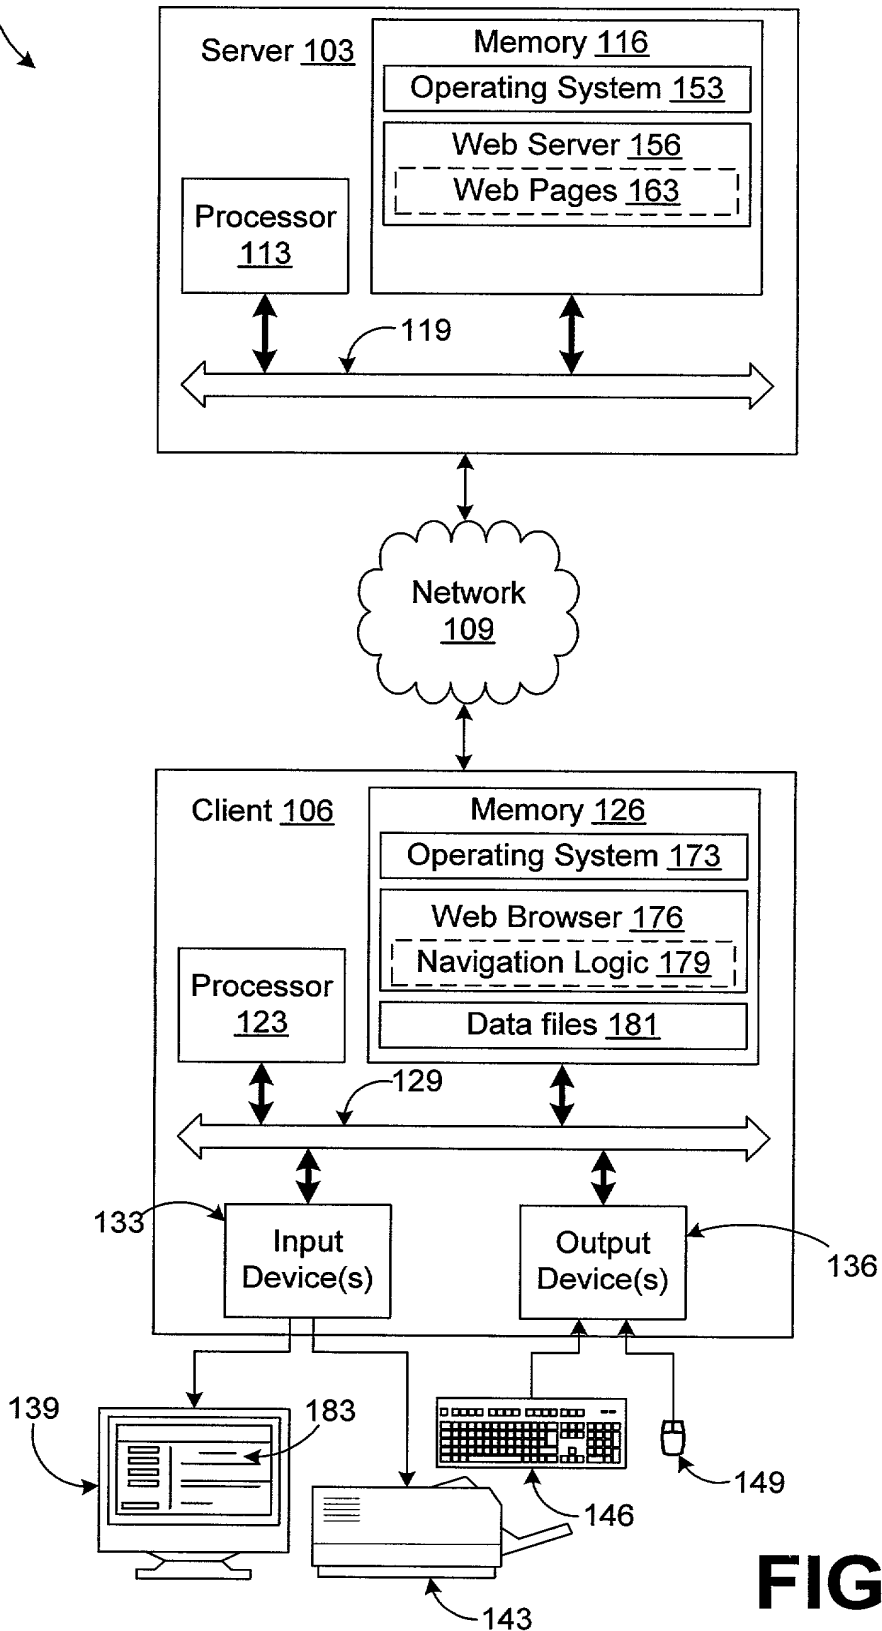 Server 103
Memory 116
Operating System 153
Web Server 156
Web Pages 163
Processor
113
119
Network
109
Client 106
Memory 126
Operating System 173
Web Browser 176
Navigation Logic 179
Data files 181
Processor
123
129
133
Input
Device(s)
Output
Device(s)
136
139
183
146
149
143
FIG